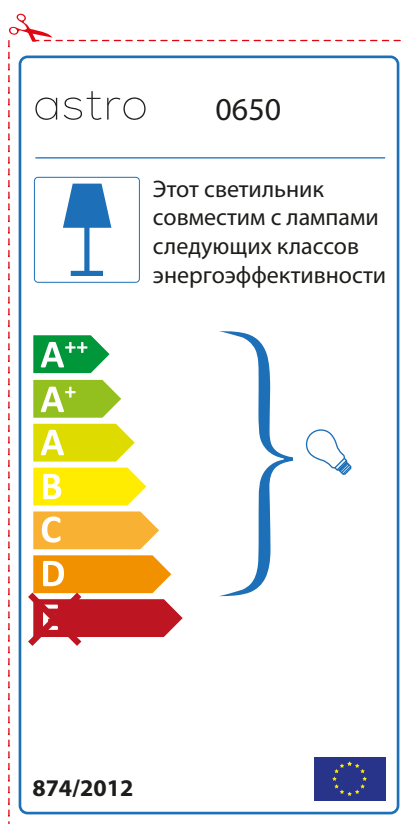 astro 0650
Этот светильник
совместим с лампами
следующих классов
энергоэффективности
A++
A+
A
B
C
D
E
874/2012